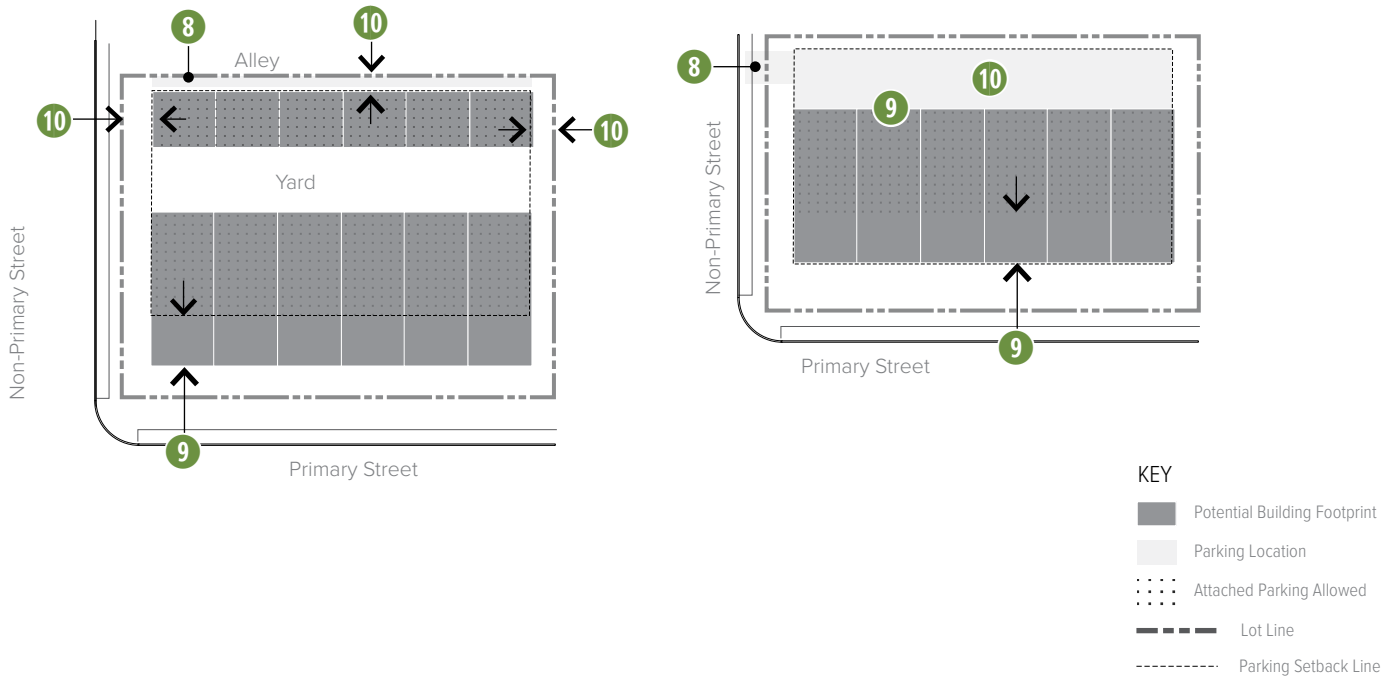 8
10
Alley
10
10
Yard
Non-Primary Street
9
Primary Street
8
10
9
Non-Primary Street
9
Primary Street
KEY
Potential Building Footprint
Parking Location
Attached Parking Allowed
Lot Line
Parking Setback Line